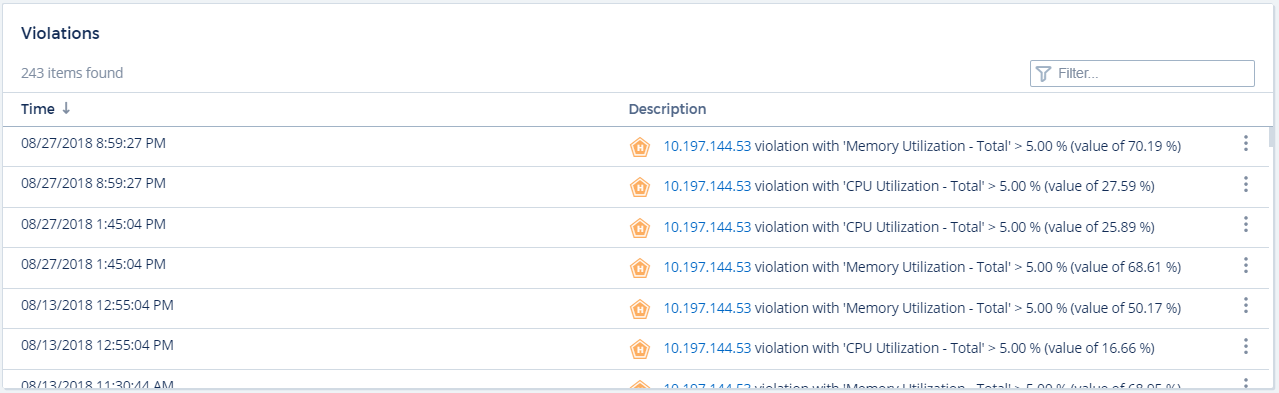 Violations
243 items found
Filter...
Time ↓ Description
08/27/2018 8:59:27 PM H 10.197.144.53 violation with 'Memory Utilization - Total' > 5.00 % (value of 70.19 %)
08/27/2018 8:59:27 PM H 10.197.144.53 violation with 'CPU Utilization - Total' > 5.00 % (value of 27.59 %)
08/27/2018 1:45:04 PM H 10.197.144.53 violation with 'CPU Utilization - Total' > 5.00 % (value of 25.89 %)
08/27/2018 1:45:04 PM H 10.197.144.53 violation with 'Memory Utilization - Total' > 5.00 % (value of 68.61 %)
08/13/2018 12:55:04 PM H 10.197.144.53 violation with 'Memory Utilization - Total' > 5.00 % (value of 50.17 %)
08/13/2018 12:55:04 PM H 10.197.144.53 violation with 'CPU Utilization - Total' > 5.00 % (value of 16.66 %)
08/13/2018 11:30:44 AM 10.197.144.53 violation with 'Memory Utilization - Total' > 5.00 % (value of 68.05 %)